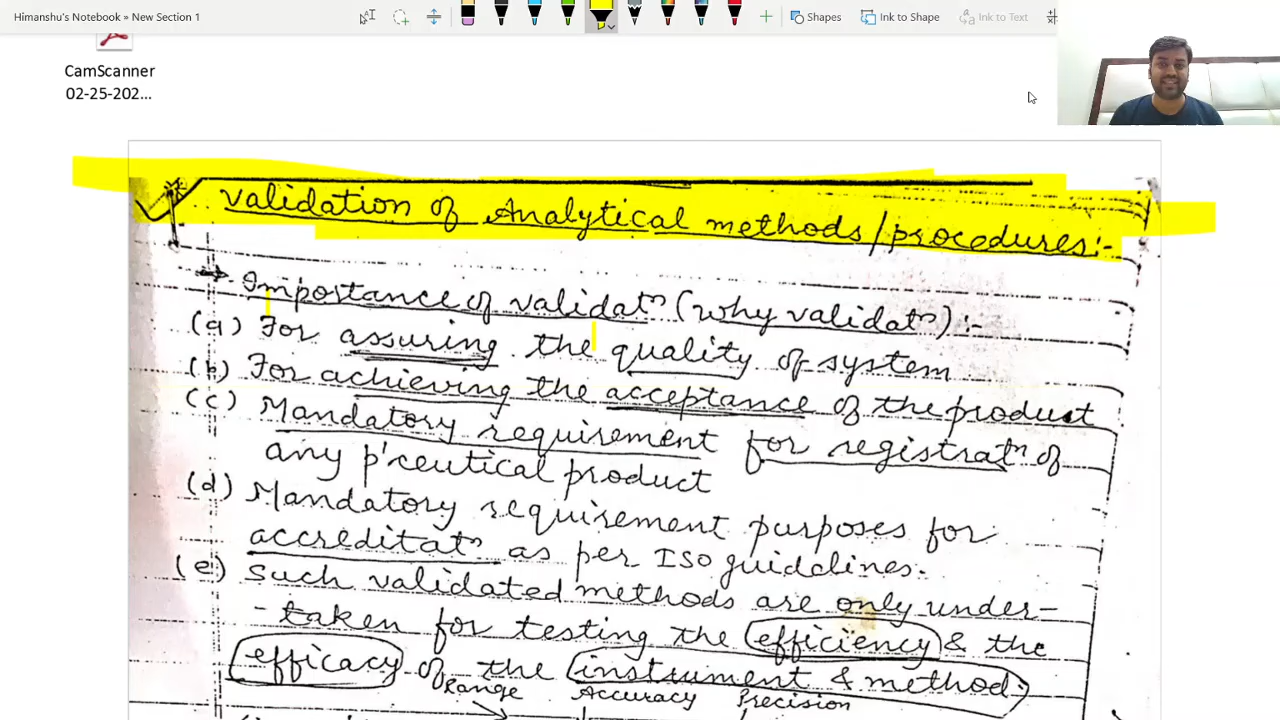 Himanshu's Notebook » New Section 1
Shapes
Ink to Shape
Ink to Text
CamScanner
02-25-202...
Validation of Analytical methods/procedures:-
Importance of validatⁿ (why validatⁿ) :-
(a) For assuring the quality of system
(b) For achieving the acceptance of the product
(c) Mandatory requirement for registratⁿ of
any p'ceutical product
(d) Mandatory requirement purposes for
accreditatⁿ as per ISO guidelines.
(e) Such validated methods are only under-
-taken for testing the efficiency & the
efficacy of the instrument & method.
Range Accuracy Precision